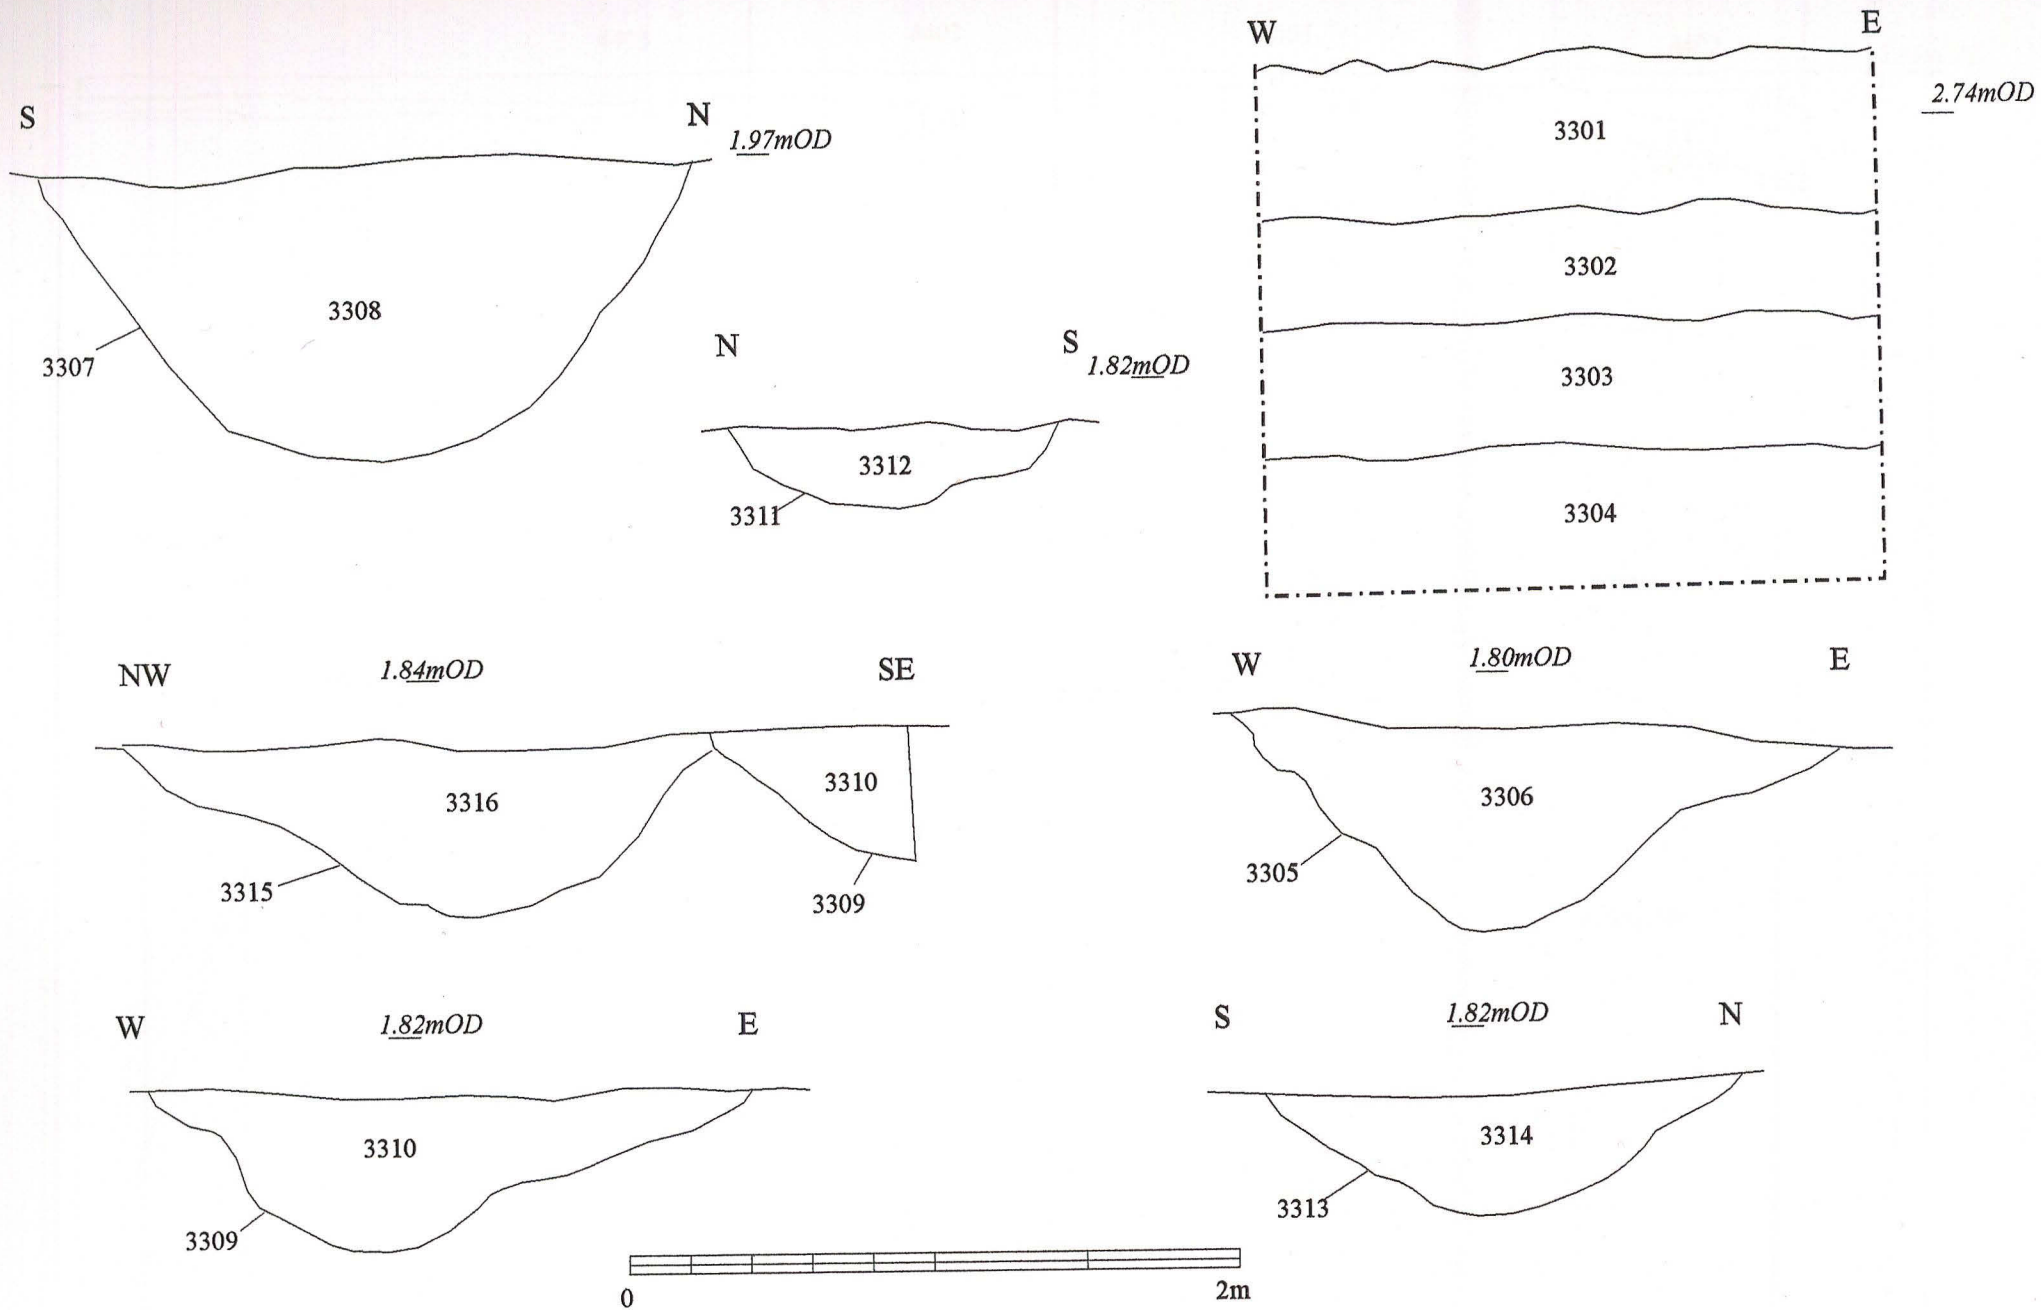 W E
2.74mOD
3301
3302
3303
3304
S N
1.97mOD
3308
3307
N S
1.82mOD
3312
3311
NW 1.84mOD SE
3316
3310
3315
3309
W 1.80mOD E
3306
3305
W 1.82mOD E
3310
3309
S 1.82mOD N
3314
3313
0 2m